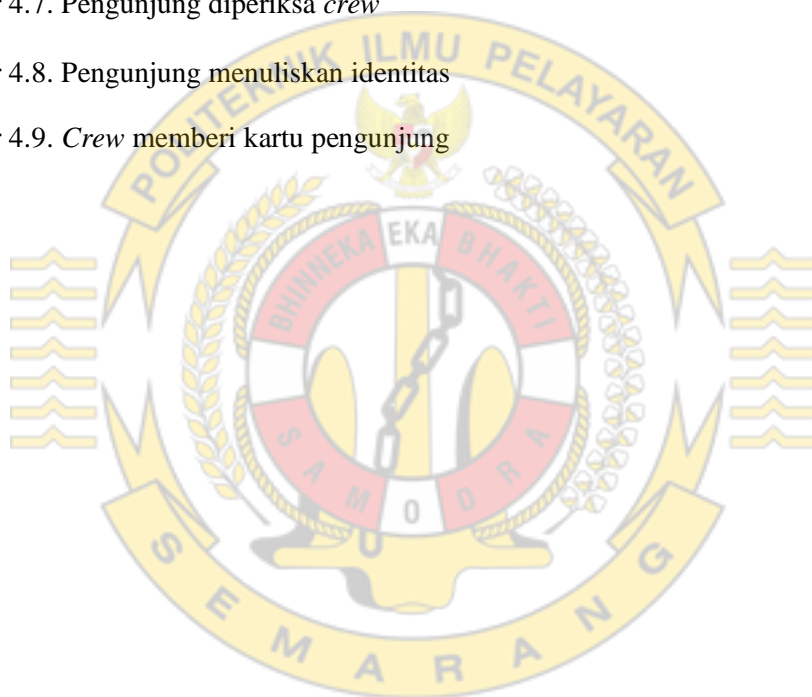 r 4.7. Pengunjung diperiksa crew
r 4.8. Pengunjung menuliskan identitas
r 4.9. Crew memberi kartu pengunjung
POLITEKNIK ILMU PELAYARAN
BHINNEKA EKA BHAKTI
SAMODRA
SEMARANG